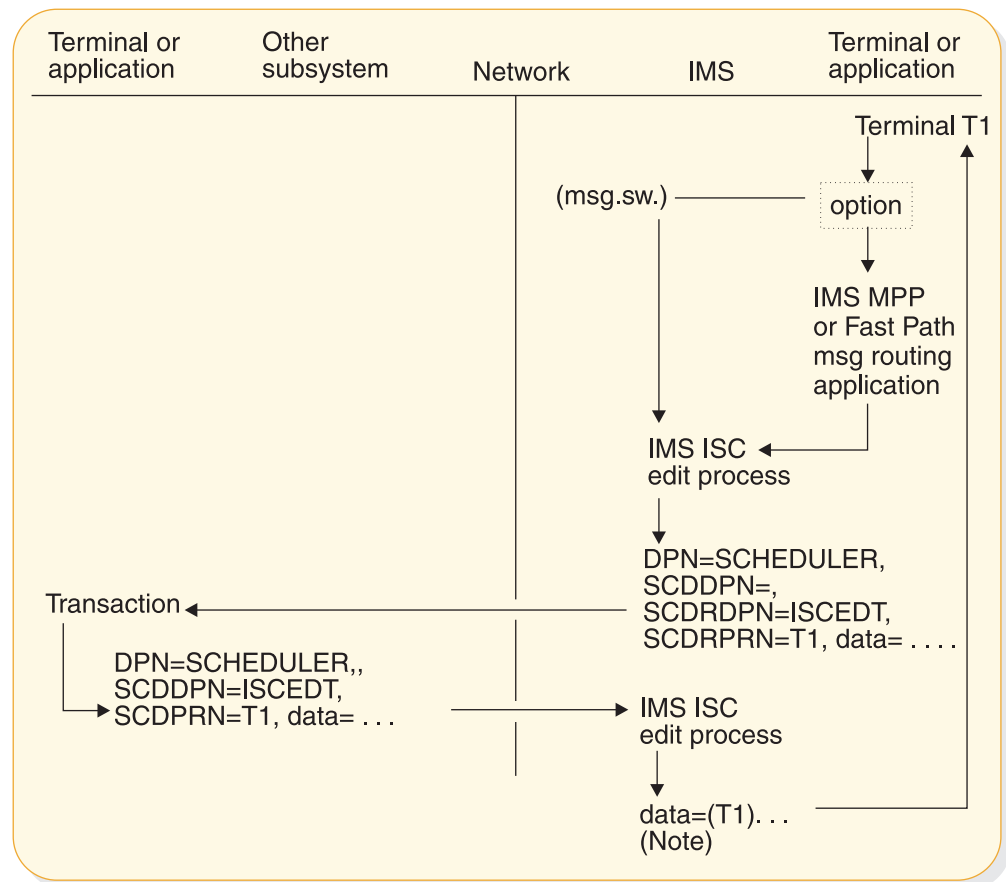 Terminal or
application
Other
subsystem
Network
IMS
Terminal or
application
Terminal T1
(msg.sw.)
option
IMS MPP
or Fast Path
msg routing
application
IMS ISC
edit process
DPN=SCHEDULER,
SCDDPN=,
SCDRDPN=ISCEDT,
SCDRPRN=T1, data= . . . .
Transaction
DPN=SCHEDULER,,
SCDDPN=ISCEDT,
SCDPRN=T1, data= . . .
IMS ISC
edit process
data=(T1). . .
(Note)